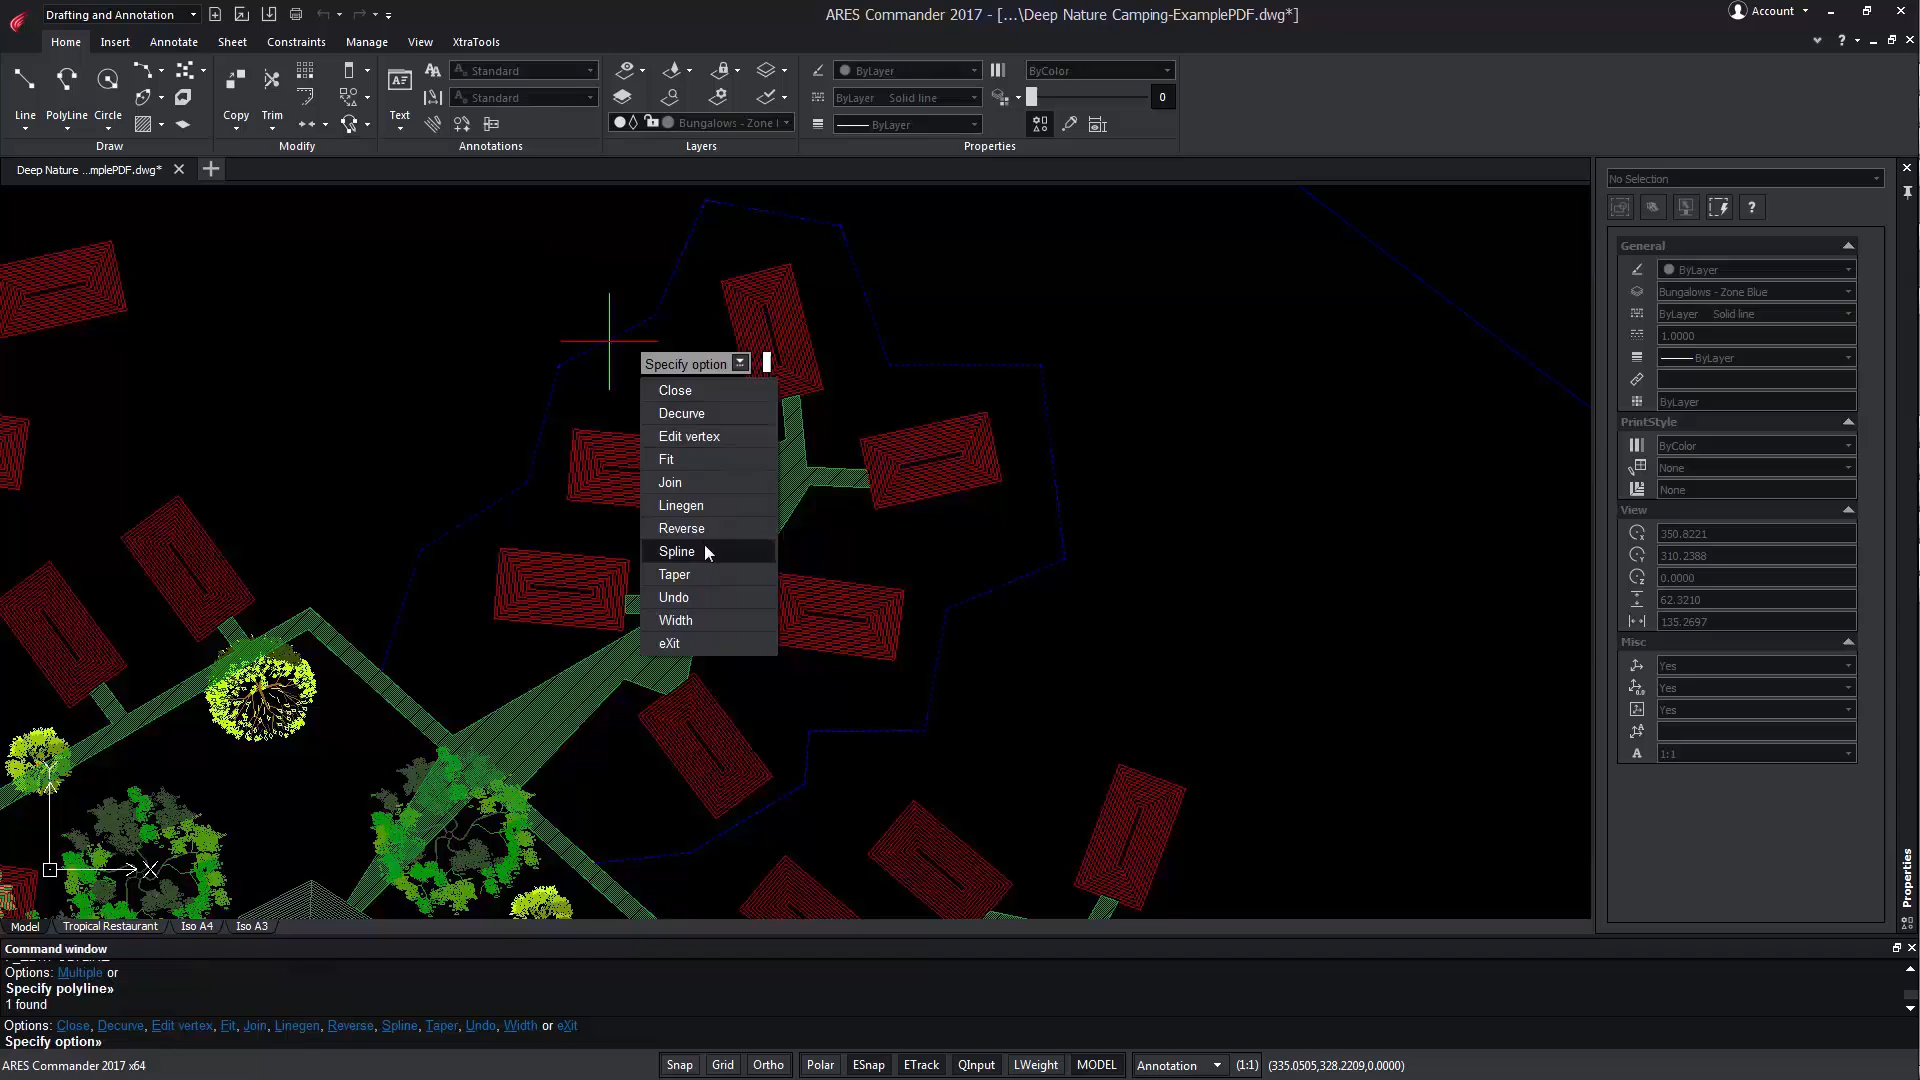 Drafting and Annotation
ARES Commander 2017 - [...\Deep Nature Camping-ExamplePDF.dwg*]
Account
Home Insert Annotate Sheet Constraints Manage View XtraTools
Line PolyLine Circle
Copy Trim
Text
Standard
Standard
Bungalows - Zone
ByLayer
ByLayer Solid line
ByLayer
ByColor
0
Draw Modify Annotations Layers Properties
Deep Nature ...mplePDF.dwg*
No Selection
General
ByLayer
Bungalows - Zone Blue
ByLayer Solid line
1.0000
ByLayer
ByLayer
PrintStyle
ByColor
None
None
View
350.8221
310.2388
0.0000
62.3210
135.2697
Misc
Yes
Yes
Yes
1:1
Properties
Specify option
Close
Decurve
Edit vertex
Fit
Join
Linegen
Reverse
Spline
Taper
Undo
Width
eXit
Y
X
Model Tropical Restaurant Iso A4 Iso A3
Command window
Options: Multiple or
Specify polyline»
1 found
Options: Close, Decurve, Edit vertex, Fit, Join, Linegen, Reverse, Spline, Taper, Undo, Width or eXit
Specify option»
ARES Commander 2017 x64
Snap Grid Ortho Polar ESnap ETrack QInput LWeight MODEL Annotation (1:1) (335.0505,328.2209,0.0000)